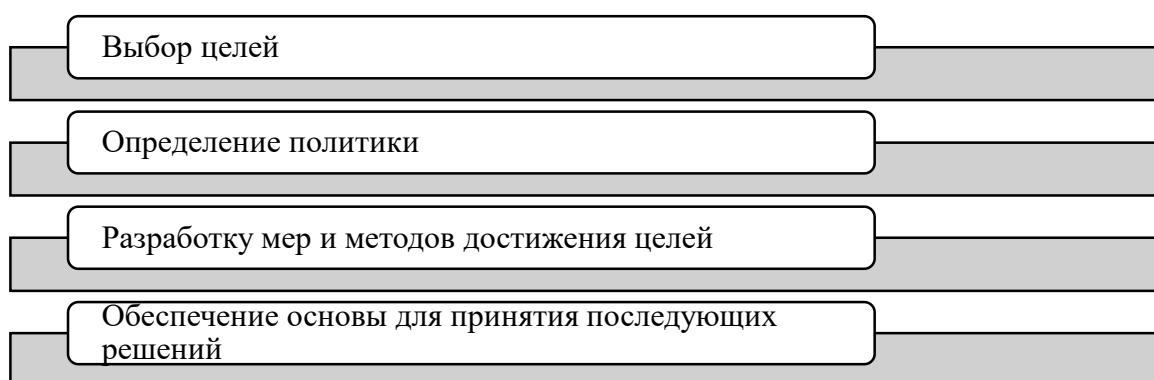 Выбор целей
Определение политики
Разработку мер и методов достижения целей
Обеспечение основы для принятия последующих
решений